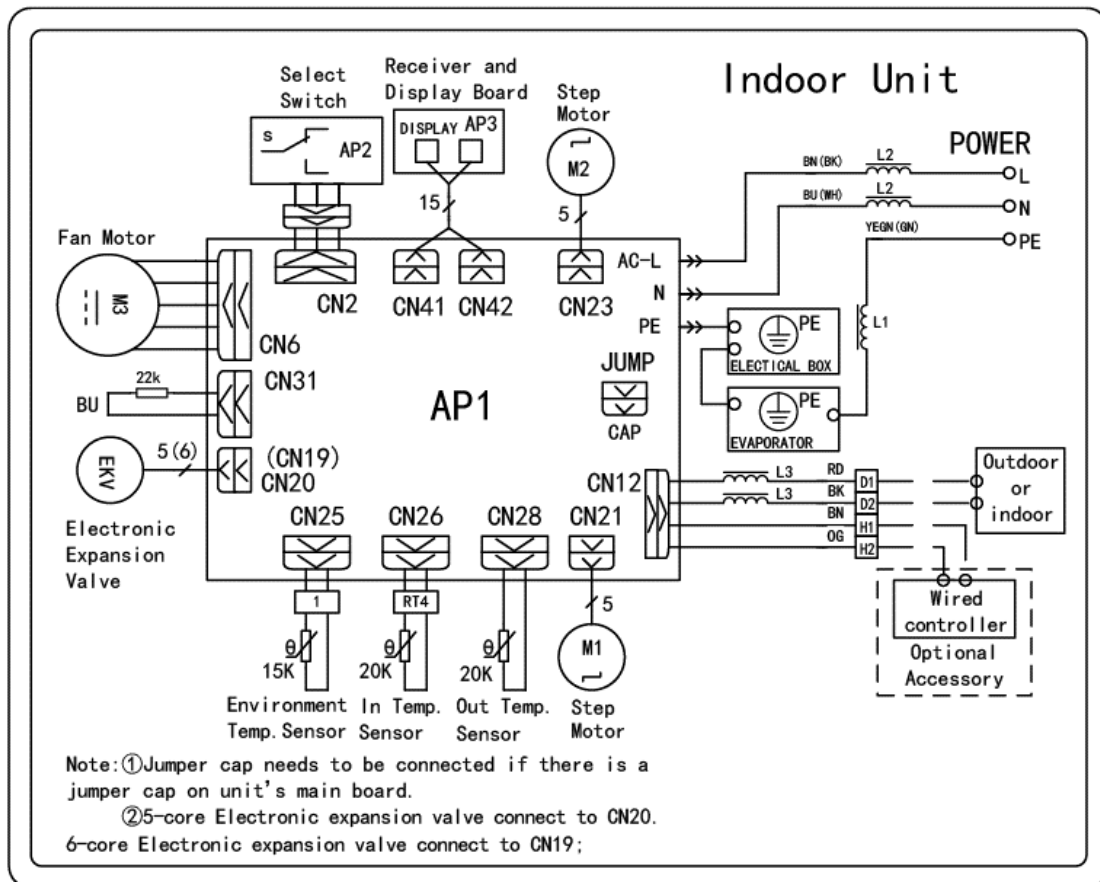 Indoor Unit
Select
Switch
Receiver and
Display Board
Step
Motor
S
AP2
DISPLAY AP3
M2
15
5
POWER
BN(BK)
L2
L
BU(WH)
L2
N
YEGN(GN)
PE
Fan Motor
M3
CN6
CN2
CN41
CN42
CN23
AC-L
N
PE
PE
ELECTICAL BOX
L1
PE
EVAPORATOR
22k
BU
CN31
AP1
JUMP
CAP
EKV
5(6)
(CN19)
CN20
Electronic
Expansion
Valve
CN25
CN26
CN28
CN21
CN12
L3
RD
D1
L3
BK
D2
BN
H1
OG
H2
Outdoor
or
indoor
Wired
controller
Optional
Accessory
1
RT4
5
θ
15K
θ
20K
θ
20K
M1
Environment
Temp. Sensor
In Temp.
Sensor
Out Temp.
Sensor
Step
Motor
Note:①Jumper cap needs to be connected if there is a
jumper cap on unit's main board.
②5-core Electronic expansion valve connect to CN20.
6-core Electronic expansion valve connect to CN19;